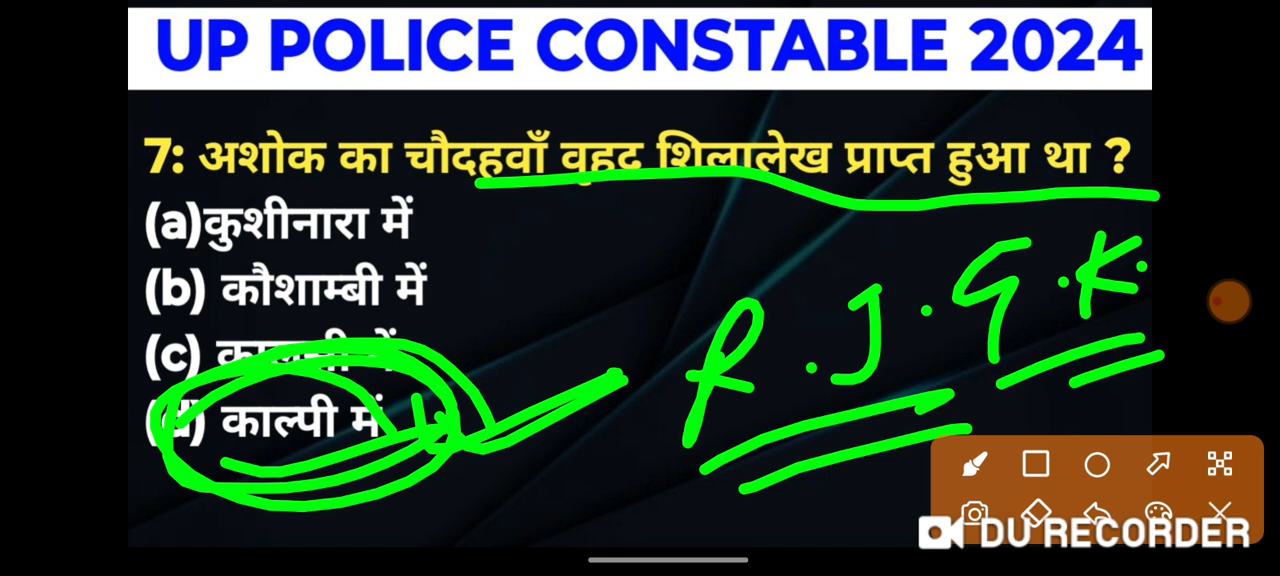 UP POLICE CONSTABLE 2024
7: अशोक का चौदहवाँ वृहद शिलालेख प्राप्त हुआ था ?
(a)कुशीनारा में
(b) कौशाम्बी में
(c) में
(d) काल्पी में
R.J.G.K.
DU RECORDER